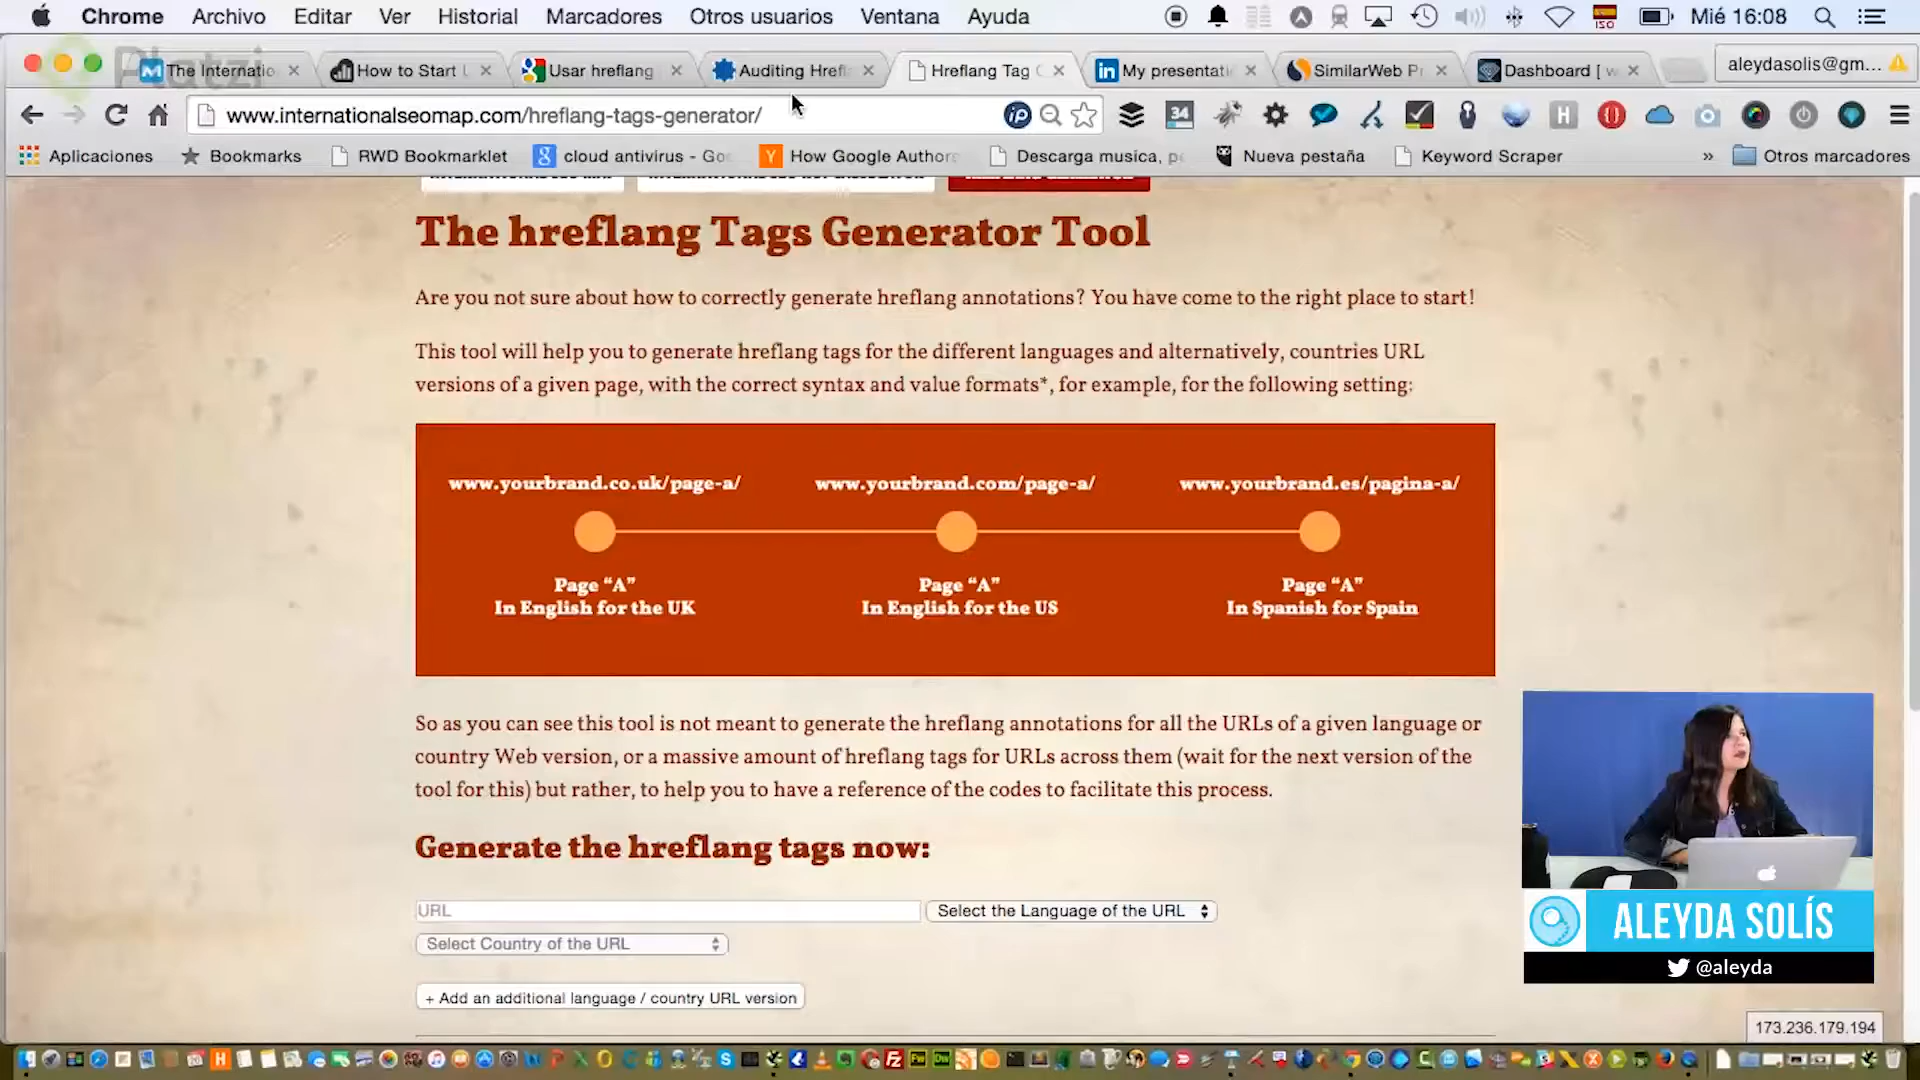 Chrome Archivo Editar Ver Historial Marcadores Otros usuarios Ventana Ayuda ISO Mié 16:08
Platzi
The Internatio How to Start Usar hreflang Auditing Hrefl Hreflang Tag My presentati SimilarWeb Pr Dashboard [ aleydasolis@gm...
www.internationalseomap.com/hreflang-tags-generator/ 34
Aplicaciones Bookmarks RWD Bookmarklet cloud antivirus - Go How Google Author Descarga musica, p Nueva pestaña Keyword Scraper » Otros marcadores
The hreflang Tags Generator Tool
Are you not sure about how to correctly generate hreflang annotations? You have come to the right place to start!
This tool will help you to generate hreflang tags for the different languages and alternatively, countries URL
versions of a given page, with the correct syntax and value formats*, for example, for the following setting:
www.yourbrand.co.uk/page-a/ www.yourbrand.com/page-a/ www.yourbrand.es/pagina-a/
Page “A” Page “A” Page “A”
In English for the UK In English for the US In Spanish for Spain
So as you can see this tool is not meant to generate the hreflang annotations for all the URLs of a given language or
country Web version, or a massive amount of hreflang tags for URLs across them (wait for the next version of the
tool for this) but rather, to help you to have a reference of the codes to facilitate this process.
Generate the hreflang tags now:
URL Select the Language of the URL
Select Country of the URL
+ Add an additional language / country URL version
ALEYDA SOLÍS
@aleyda
173.236.179.194